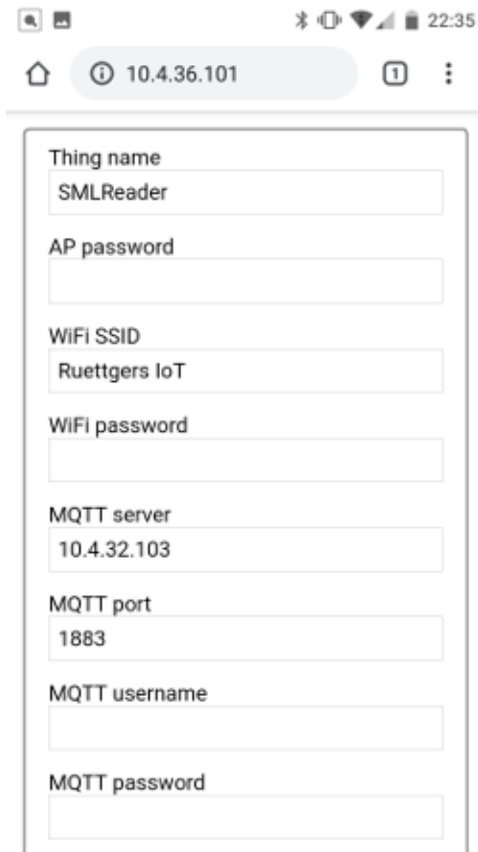 22:35
10.4.36.101
1
Thing name
SMLReader
AP password
WiFi SSID
Ruettgers IoT
WiFi password
MQTT server
10.4.32.103
MQTT port
1883
MQTT username
MQTT password